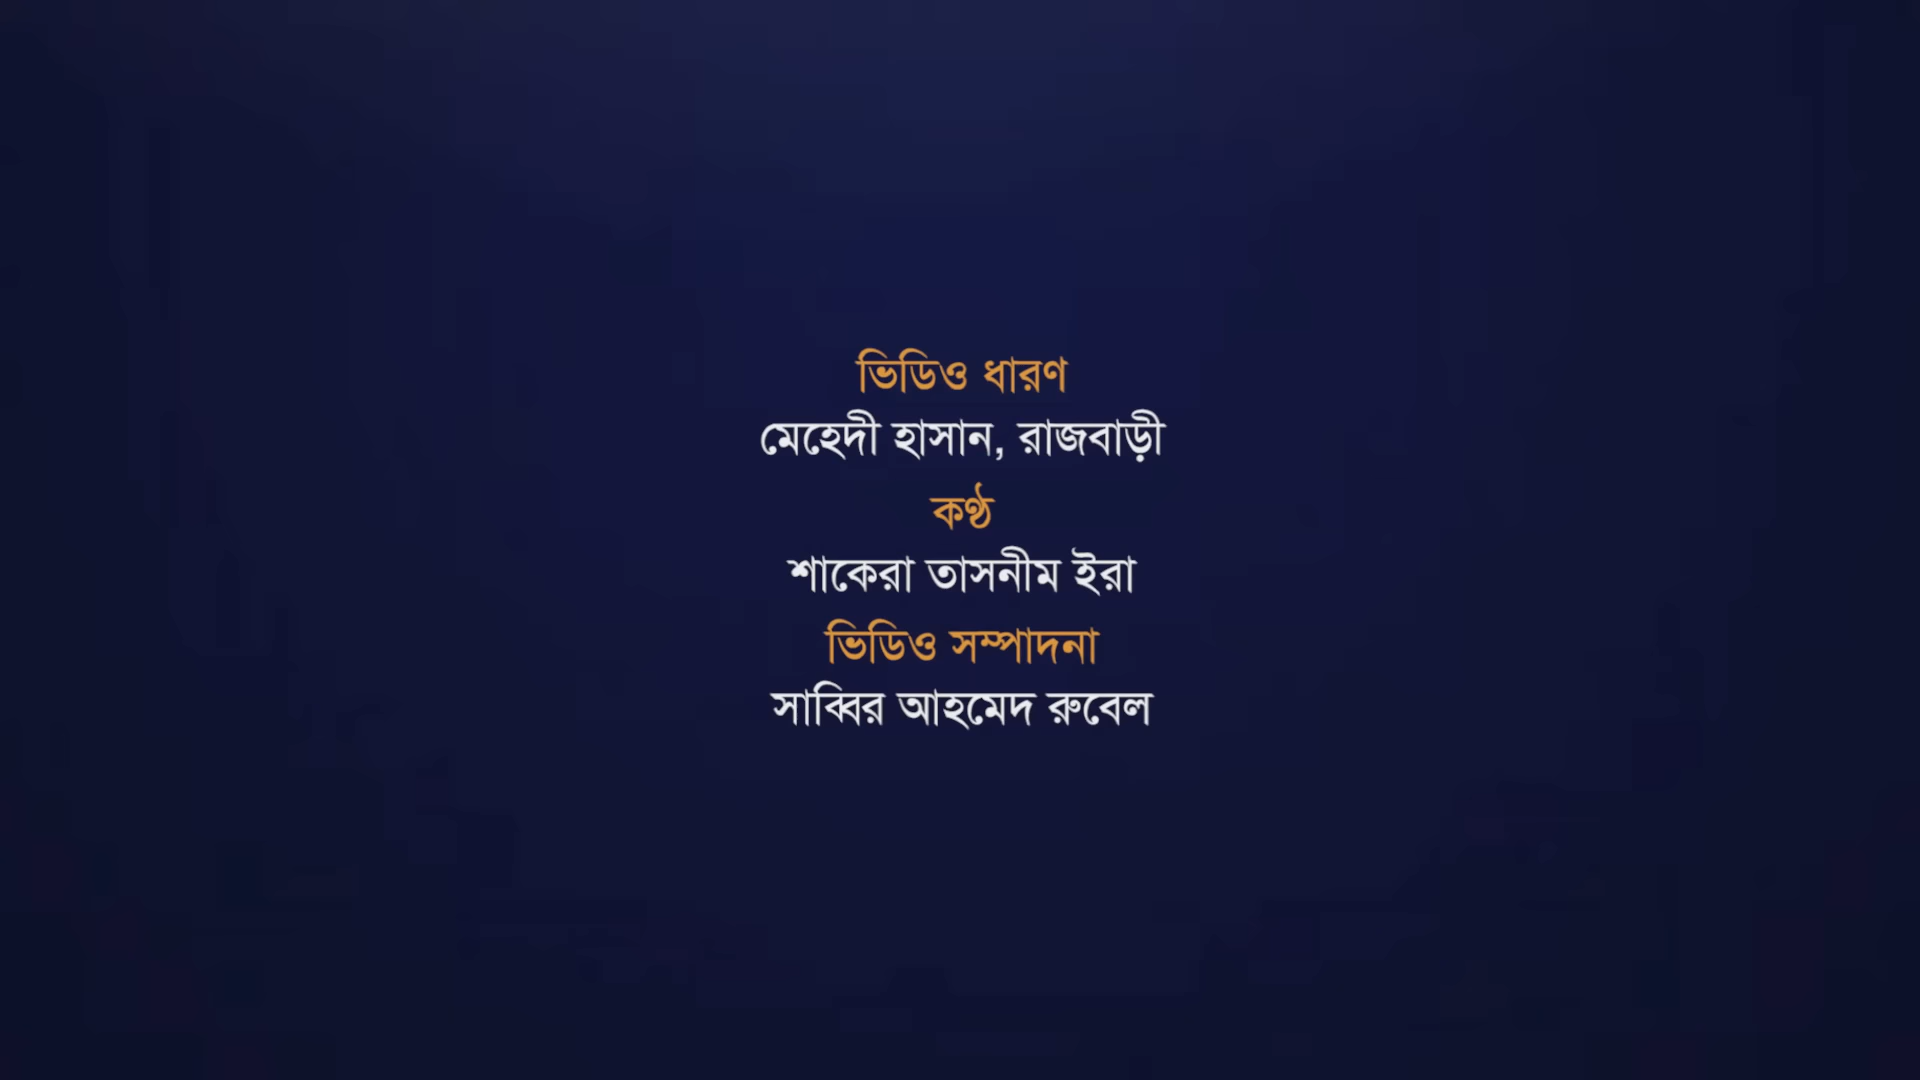 ভিডিও ধারণ
মেহেদী হাসান, রাজবাড়ী
কণ্ঠ
শাকেরা তাসনীম ইরা
ভিডিও সম্পাদনা
সাব্বির আহমেদ রুবেল